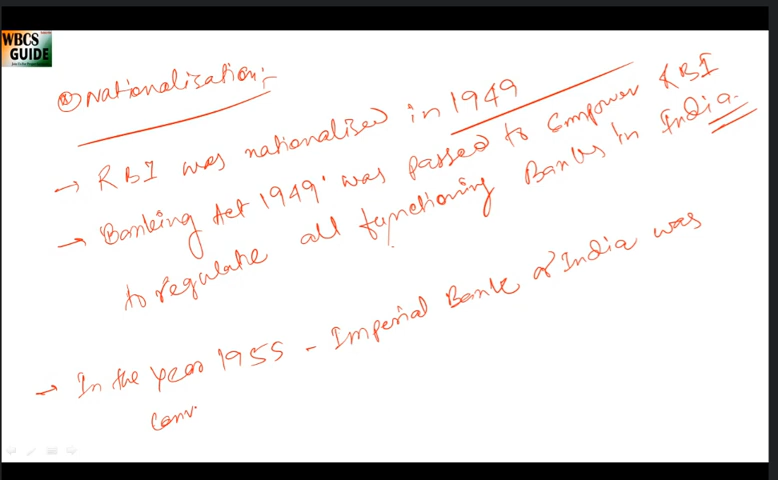 WBCS
GUIDE
Nationalisation:-
→ RBI was nationalised in 1949
→ 'Banking Act 1949' was passed to Empower RBI
to regulate all functioning Banks in India.
→ In the year 1955 - Imperial Bank of India was
conv.